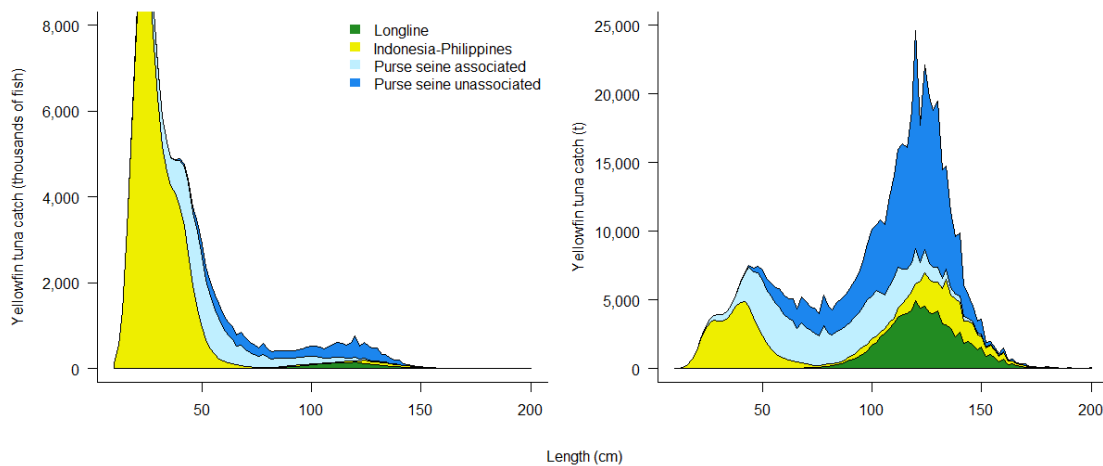 Yellowfin tuna catch (thousands of fish)
8,000
6,000
4,000
2,000
0
50
100
150
200
Longline
Indonesia-Philippines
Purse seine associated
Purse seine unassociated
Yellowfin tuna catch (t)
25,000
20,000
15,000
10,000
5,000
0
50
100
150
200
Length (cm)